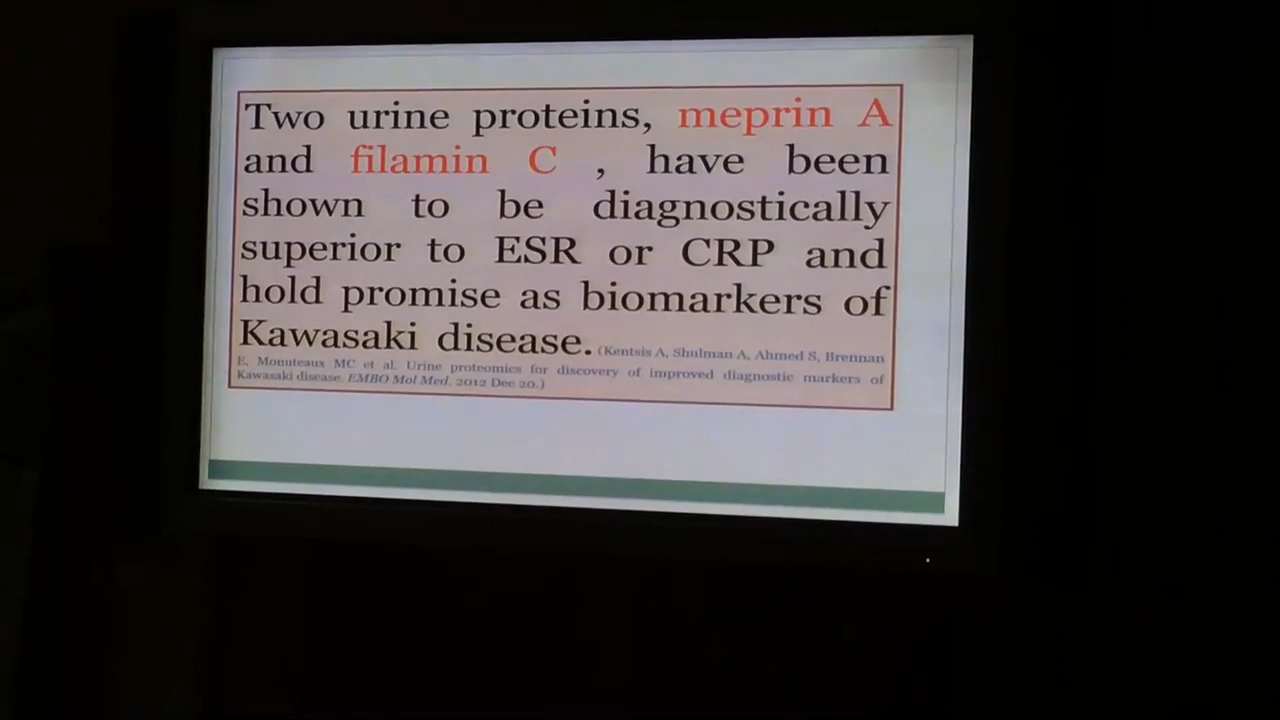 Two urine proteins, meprin A
and filamin C , have been
shown to be diagnostically
superior to ESR or CRP and
hold promise as biomarkers of
Kawasaki disease. (Kentsis A, Shulman A, Ahmed S, Brennan
E, Monuteaux MC et al. Urine proteomics for discovery of improved diagnostic markers of
Kawasaki disease. EMBO Mol Med. 2012 Dec 20.)